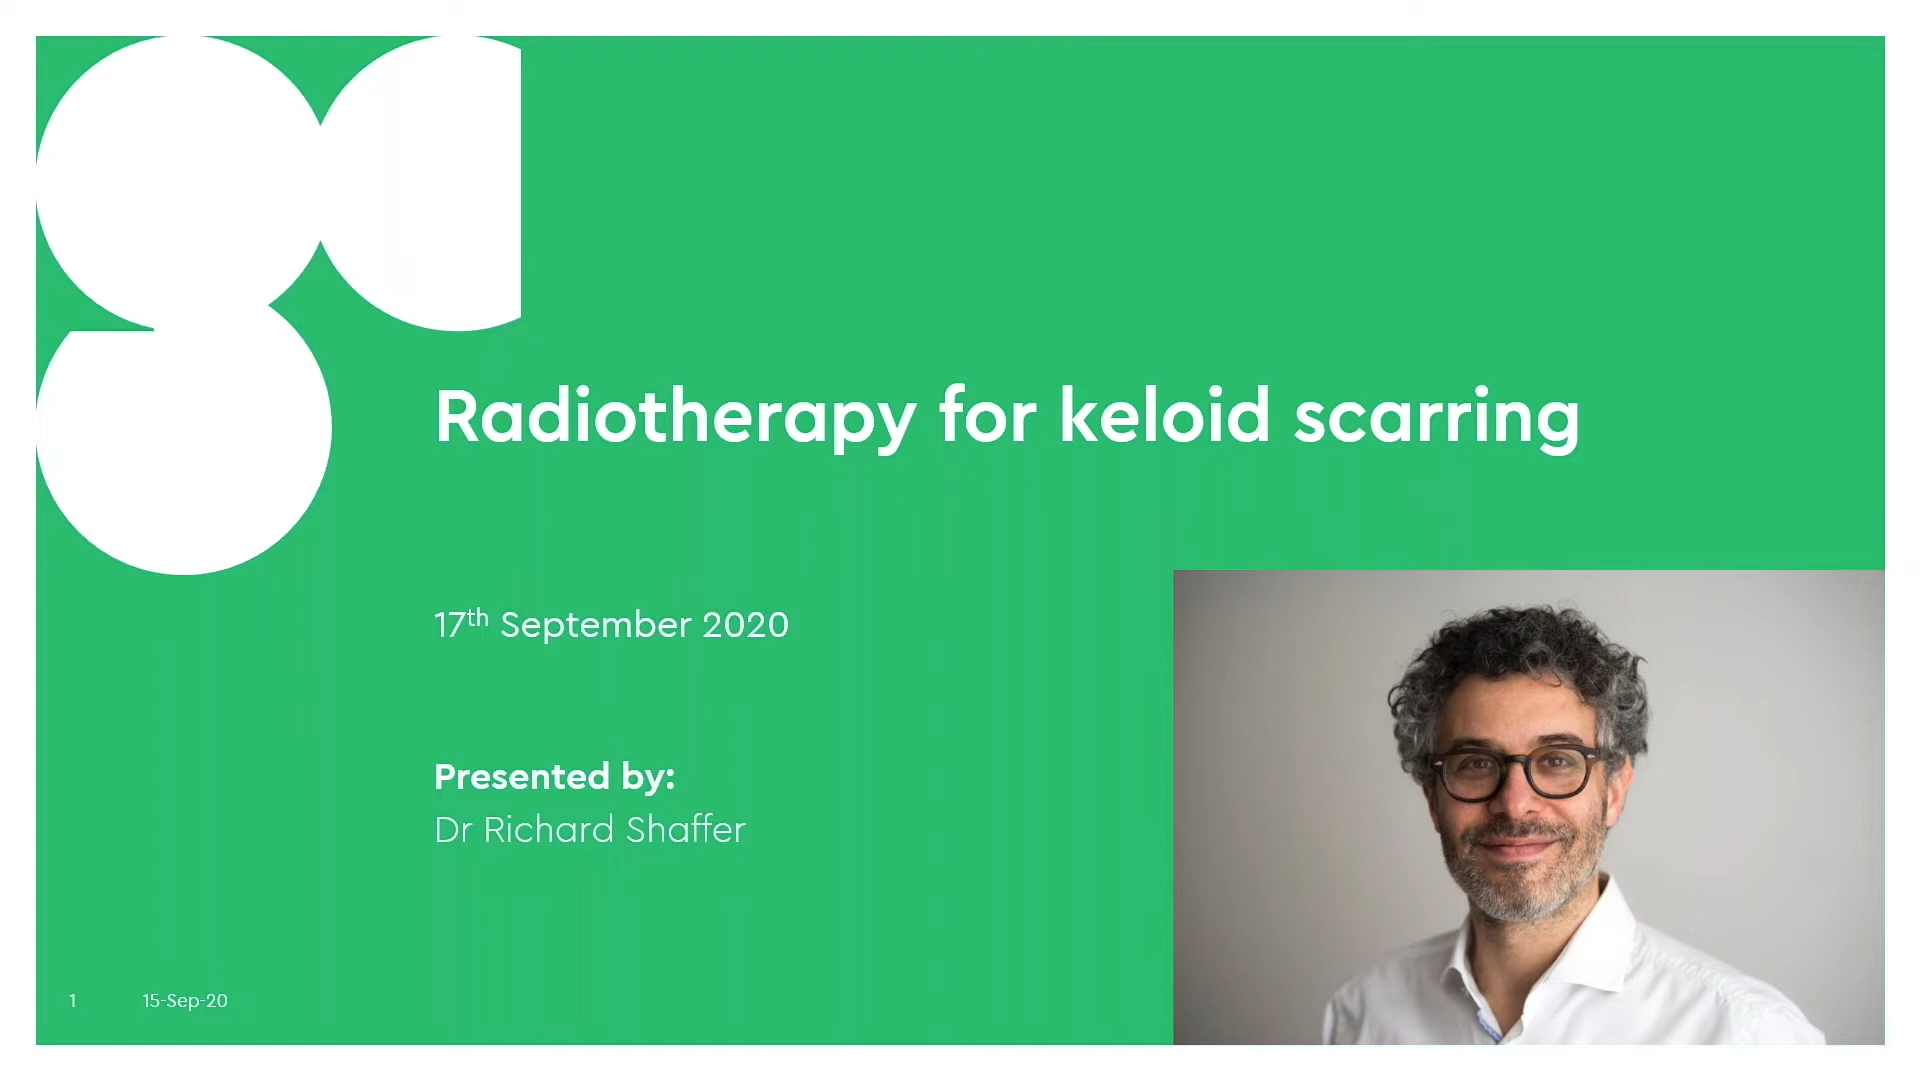 Radiotherapy for keloid scarring
17th September 2020
Presented by:
Dr Richard Shaffer
1 15-Sep-20